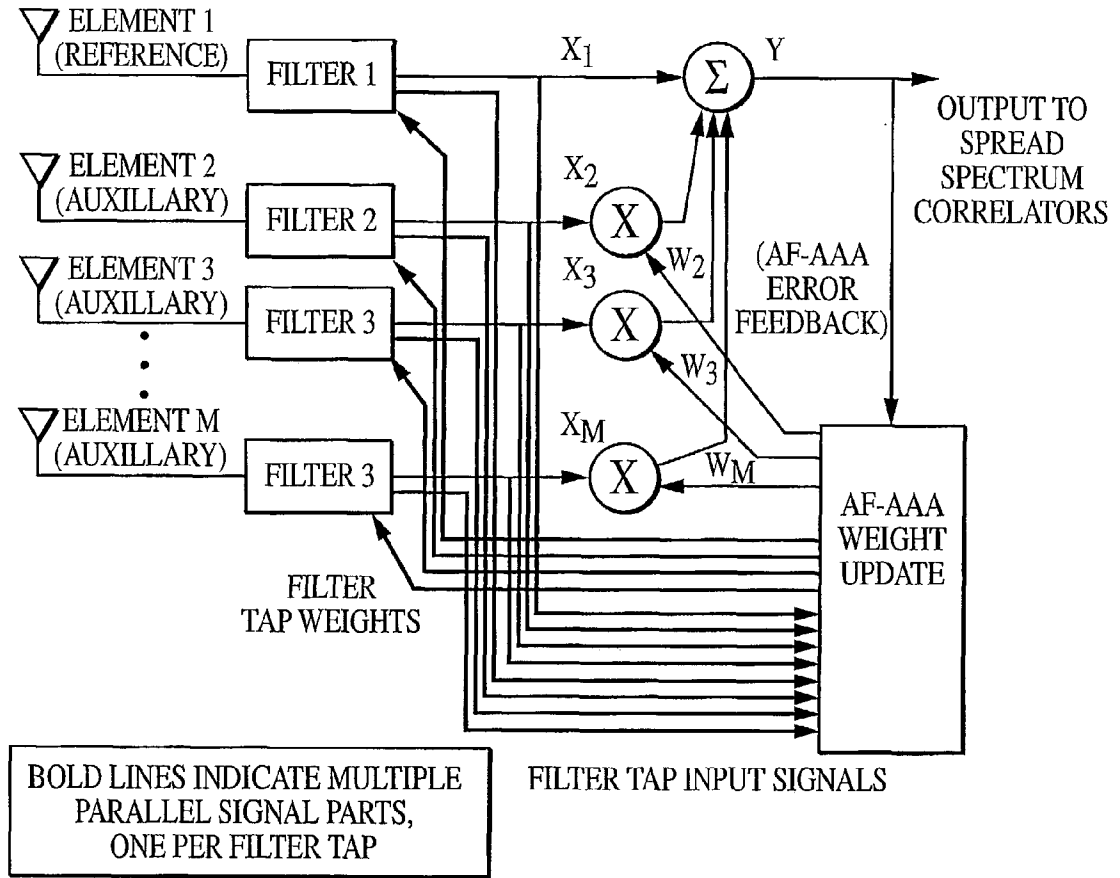 ELEMENT 1
(REFERENCE)
FILTER 1
X1
Σ
Y
OUTPUT TO
SPREAD
SPECTRUM
CORRELATORS
ELEMENT 2
(AUXILLARY)
FILTER 2
X2
X
W2
(AF-AAA
ERROR
FEEDBACK)
ELEMENT 3
(AUXILLARY)
FILTER 3
X3
X
W3
ELEMENT M
(AUXILLARY)
FILTER 3
XM
X
WM
AF-AAA
WEIGHT
UPDATE
FILTER
TAP WEIGHTS
FILTER TAP INPUT SIGNALS
BOLD LINES INDICATE MULTIPLE
PARALLEL SIGNAL PARTS,
ONE PER FILTER TAP